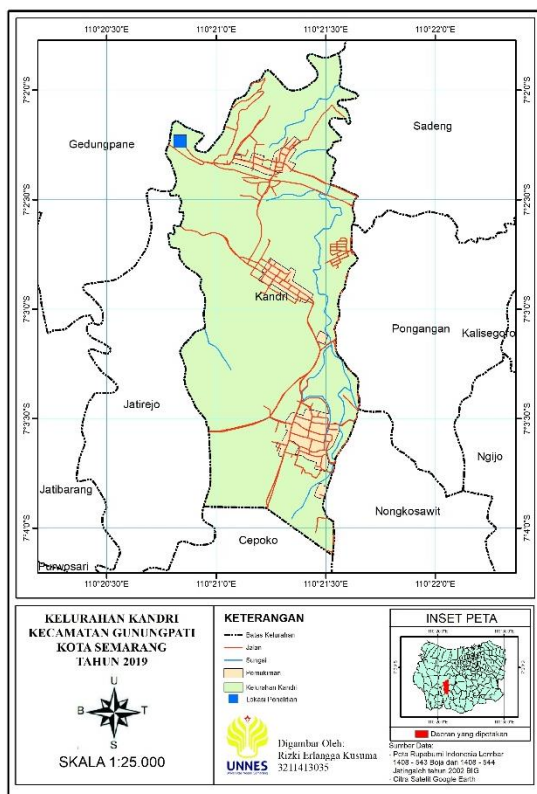 110°20'30"E 110°21'0"E 110°21'30"E 110°22'0"E
7°2'0"S 7°2'0"S
Gedungpane
Sadeng
7°2'30"S 7°2'30"S
Kandri
7°3'0"S 7°3'0"S
Pongangan
Kalisegoro
Jatirejo
7°3'30"S 7°3'30"S
Ngijo
Jatibarang
Nongkosawit
7°4'0"S 7°4'0"S
Cepoko
Purwosari
110°20'30"E 110°21'0"E 110°21'30"E 110°22'0"E
KELURAHAN KANDRI
KECAMATAN GUNUNGPATI
KOTA SEMARANG
TAHUN 2019
U
B T
S
SKALA 1:25.000
KETERANGAN
Batas Kelurahan
Jalan
Sungai
Pemukiman
Kelurahan Kandri
Lokasi Penelitian
UNNES
Digambar Oleh:
Rizki Erlangga Kusuma
3211413035
INSET PETA
Daerah yang dipetakan
Sumber Data:
- Peta Rupabumi Indonesia Lembar
1408 - 543 Boja dan 1408 - 544
Jatingaleh tahun 2002 BIG
- Citra Satelit Google Earth